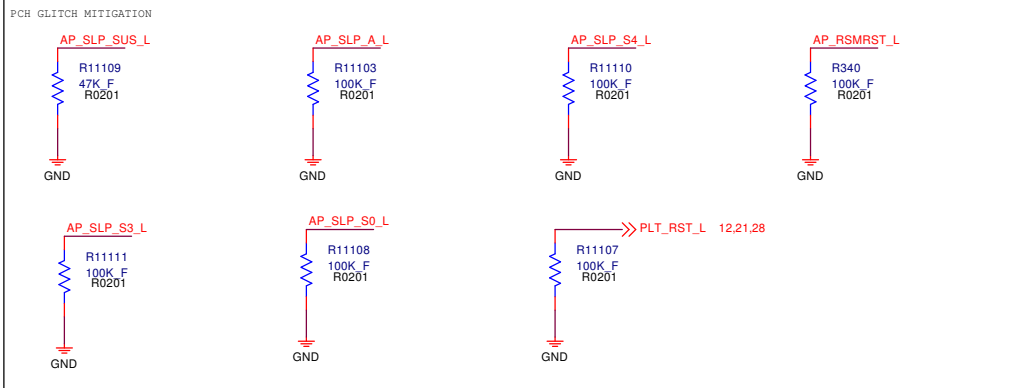 PCH GLITCH MITIGATION
AP_SLP_SUS_L
R11109
47K_F
R0201
GND
AP_SLP_A_L
R11103
100K_F
R0201
GND
AP_SLP_S4_L
R11110
100K_F
R0201
GND
AP_RSMRST_L
R340
100K_F
R0201
GND
AP_SLP_S3_L
R11111
100K_F
R0201
GND
AP_SLP_S0_L
R11108
100K_F
R0201
GND
PLT_RST_L 12,21,28
R11107
100K_F
R0201
GND